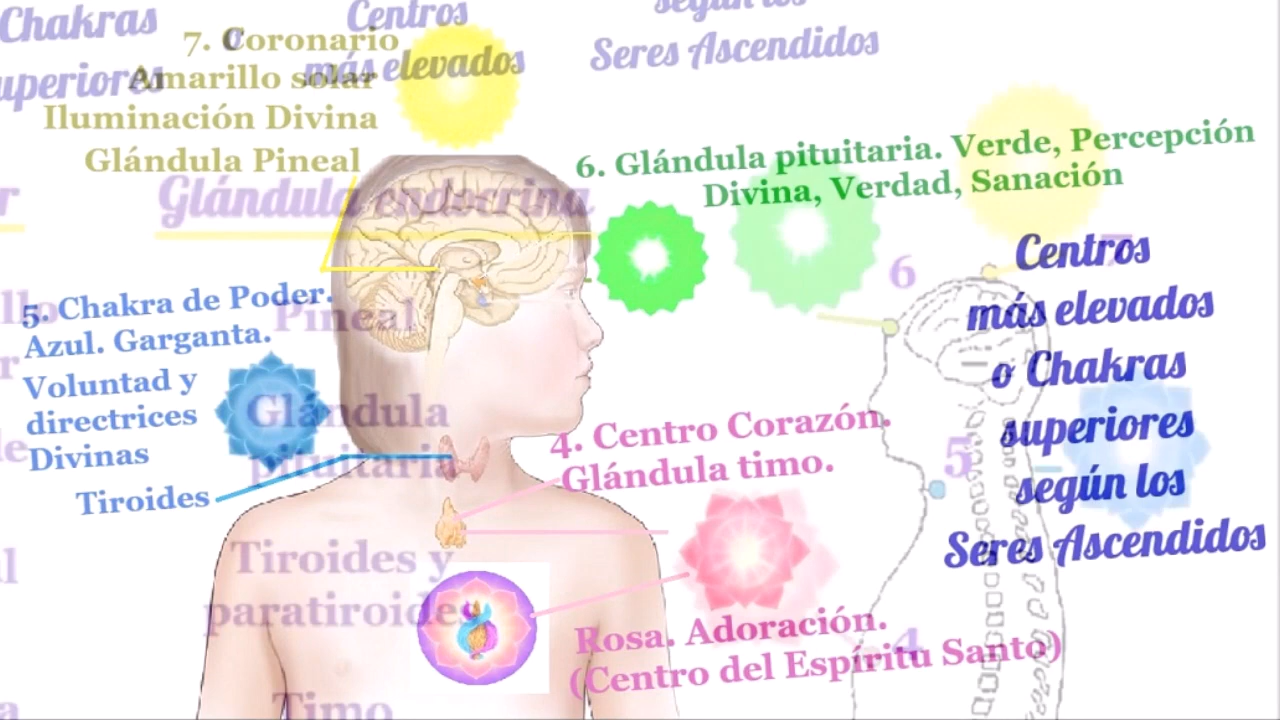 Chakras
superiores
Centros
o
más elevados
según los
Seres Ascendidos
7. Coronario
Amarillo solar
Iluminación Divina
Glándula Pineal
Glándula endocrina
6. Glándula pituitaria. Verde, Percepción
Divina, Verdad, Sanación
7
6
Centros
más elevados
o Chakras
superiores
según los
Seres Ascendidos
5. Chakra de Poder.
Azul. Garganta.
Voluntad y
directrices
Divinas
Tiroides
Pineal
Glándula
pituitaria
4. Centro Corazón.
Glándula timo.
5
Tiroides y
paratiroides
Rosa. Adoración.
(Centro del Espíritu Santo)
4
Timo